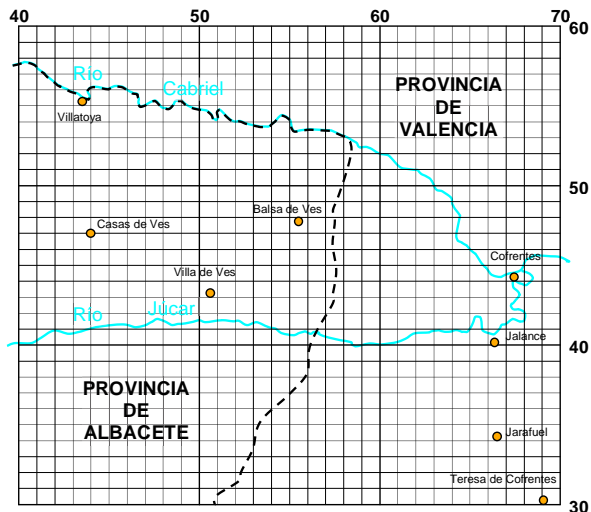 40 50 60 70
60
Río
Cabriel
PROVINCIA
DE
VALENCIA
Villatoya
50
Balsa de Ves
Casas de Ves
Cofrentes
Villa de Ves
Río Júcar
Jalance
40
PROVINCIA
DE
ALBACETE
Jarafuel
Teresa de Cofrentes
30